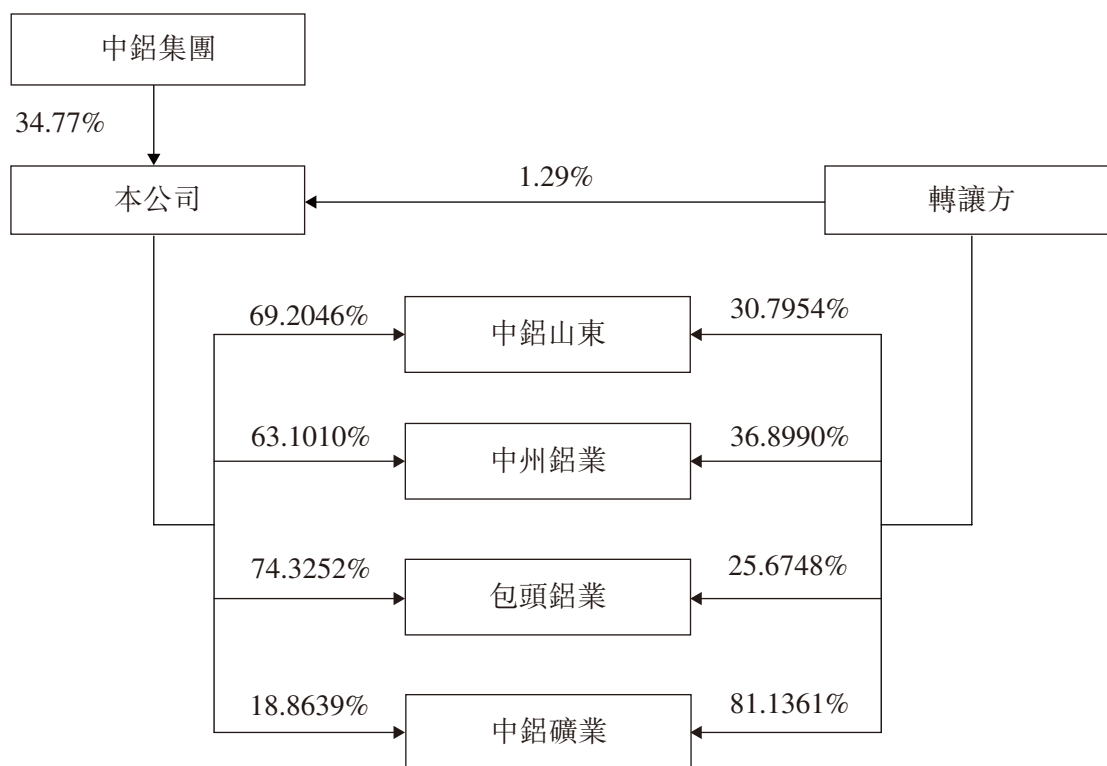 中鋁集團
34.77%
本公司
1.29%
轉讓方
69.2046%
中鋁山東
30.7954%
63.1010%
中州鋁業
36.8990%
74.3252%
包頭鋁業
25.6748%
18.8639%
中鋁礦業
81.1361%